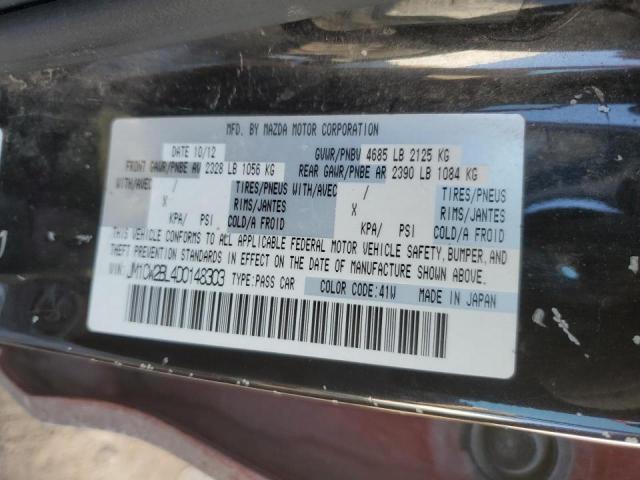 MFD. BY MAZDA MOTOR CORPORATION
DATE 10/12 GVWR/PNBV 4685 LB 2125 KG
FRONT GAWR/PNBE AV 2328 LB 1056 KG REAR GAWR/PNBE AR 2390 LB 1084 KG
WITH/AVEC / TIRES/PNEUS WITH/AVEC / TIRES/PNEUS
X RIMS/JANTES X RIMS/JANTES
KPA/ PSI COLD/A FROID KPA/ PSI COLD/A FROID
THIS VEHICLE CONFORMS TO ALL APPLICABLE FEDERAL MOTOR VEHICLE SAFETY, BUMPER, AND
THEFT PREVENTION STANDARDS IN EFFECT ON THE DATE OF MANUFACTURE SHOWN ABOVE.
VIN: JM1CW2BL4D0148303 TYPE:PASS CAR COLOR CODE:41W MADE IN JAPAN